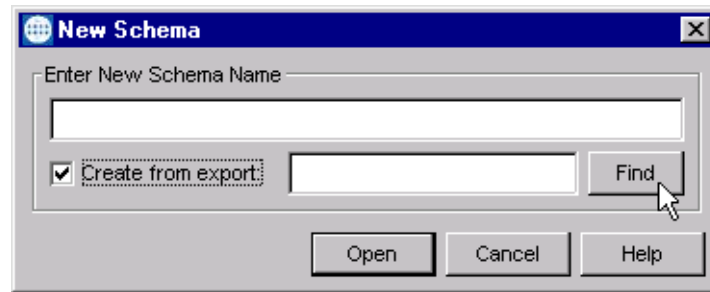 New Schema
Enter New Schema Name
Create from export: Find
Open Cancel Help